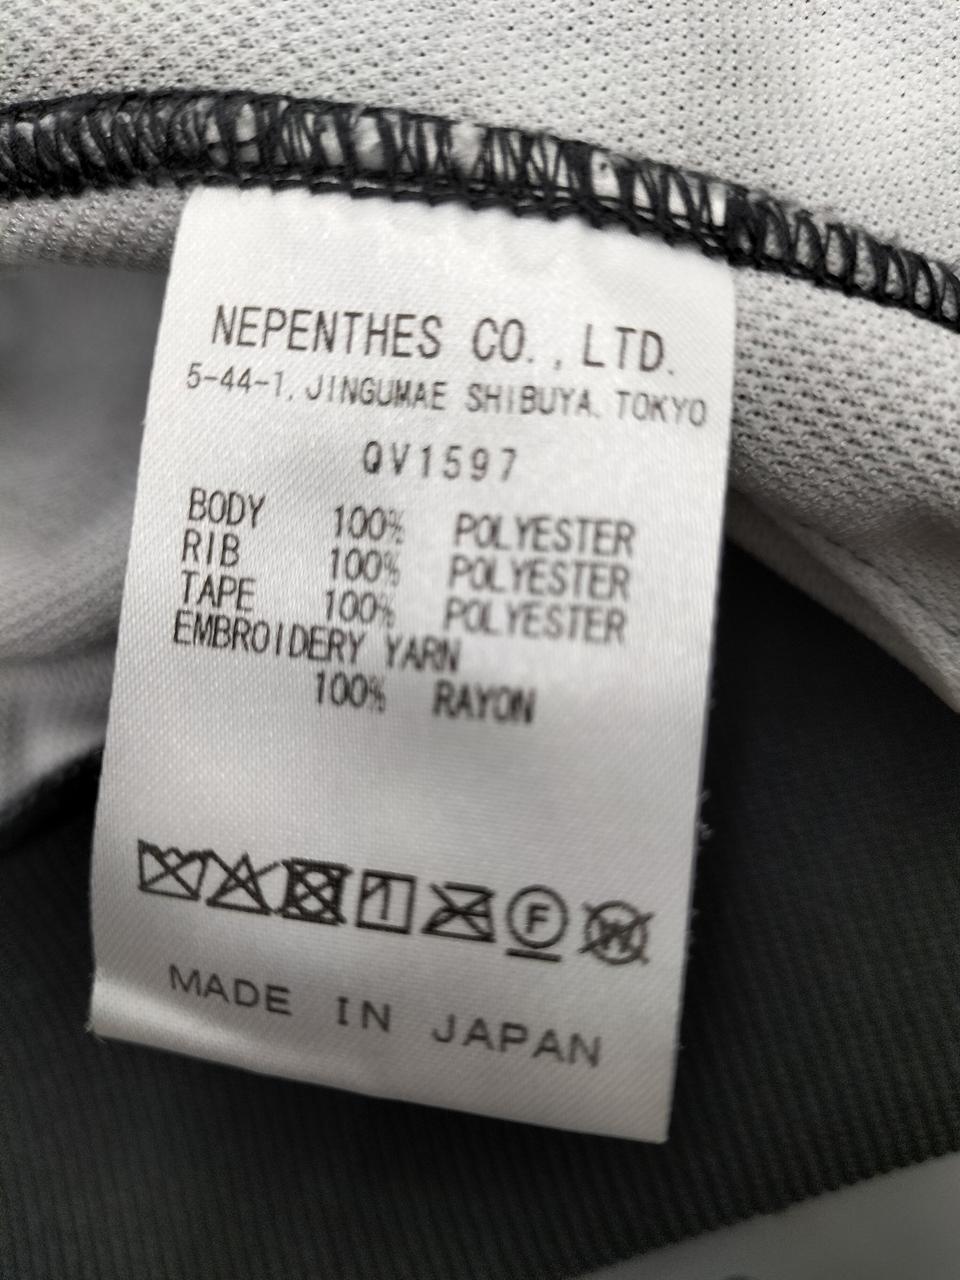 NEPENTHES CO.,LTD.
5-44-1, JINGUMAE SHIBUYA, TOKYO
QV1597
BODY 100% POLYESTER
RIB 100% POLYESTER
TAPE 100% POLYESTER
EMBROIDERY YARN
100% RAYON
F W
MADE IN JAPAN